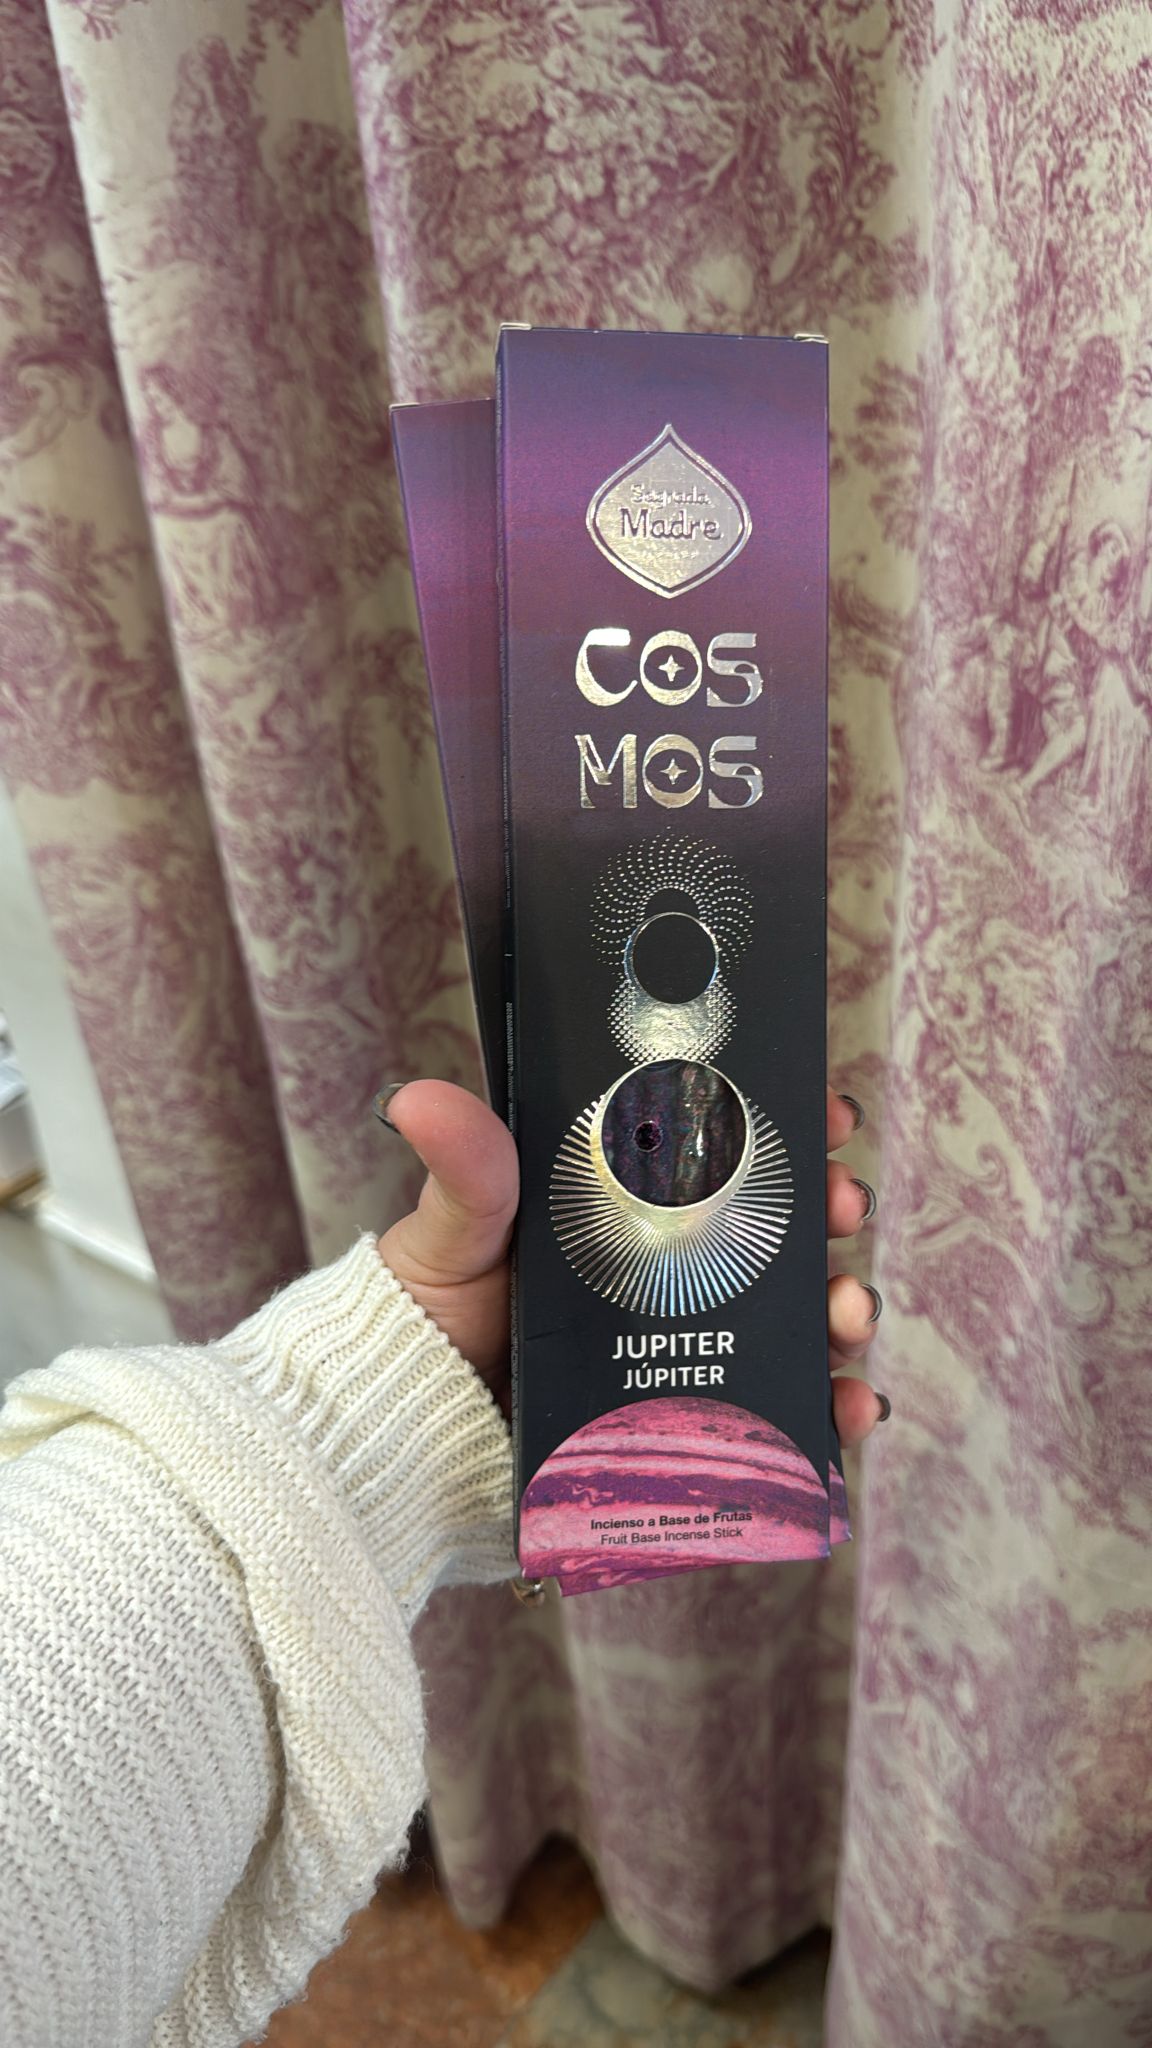 Sagrada
Madre
COS
MOS
JUPITER
JÚPITER
Incienso a Base de Frutas
Fruit Base Incense Stick